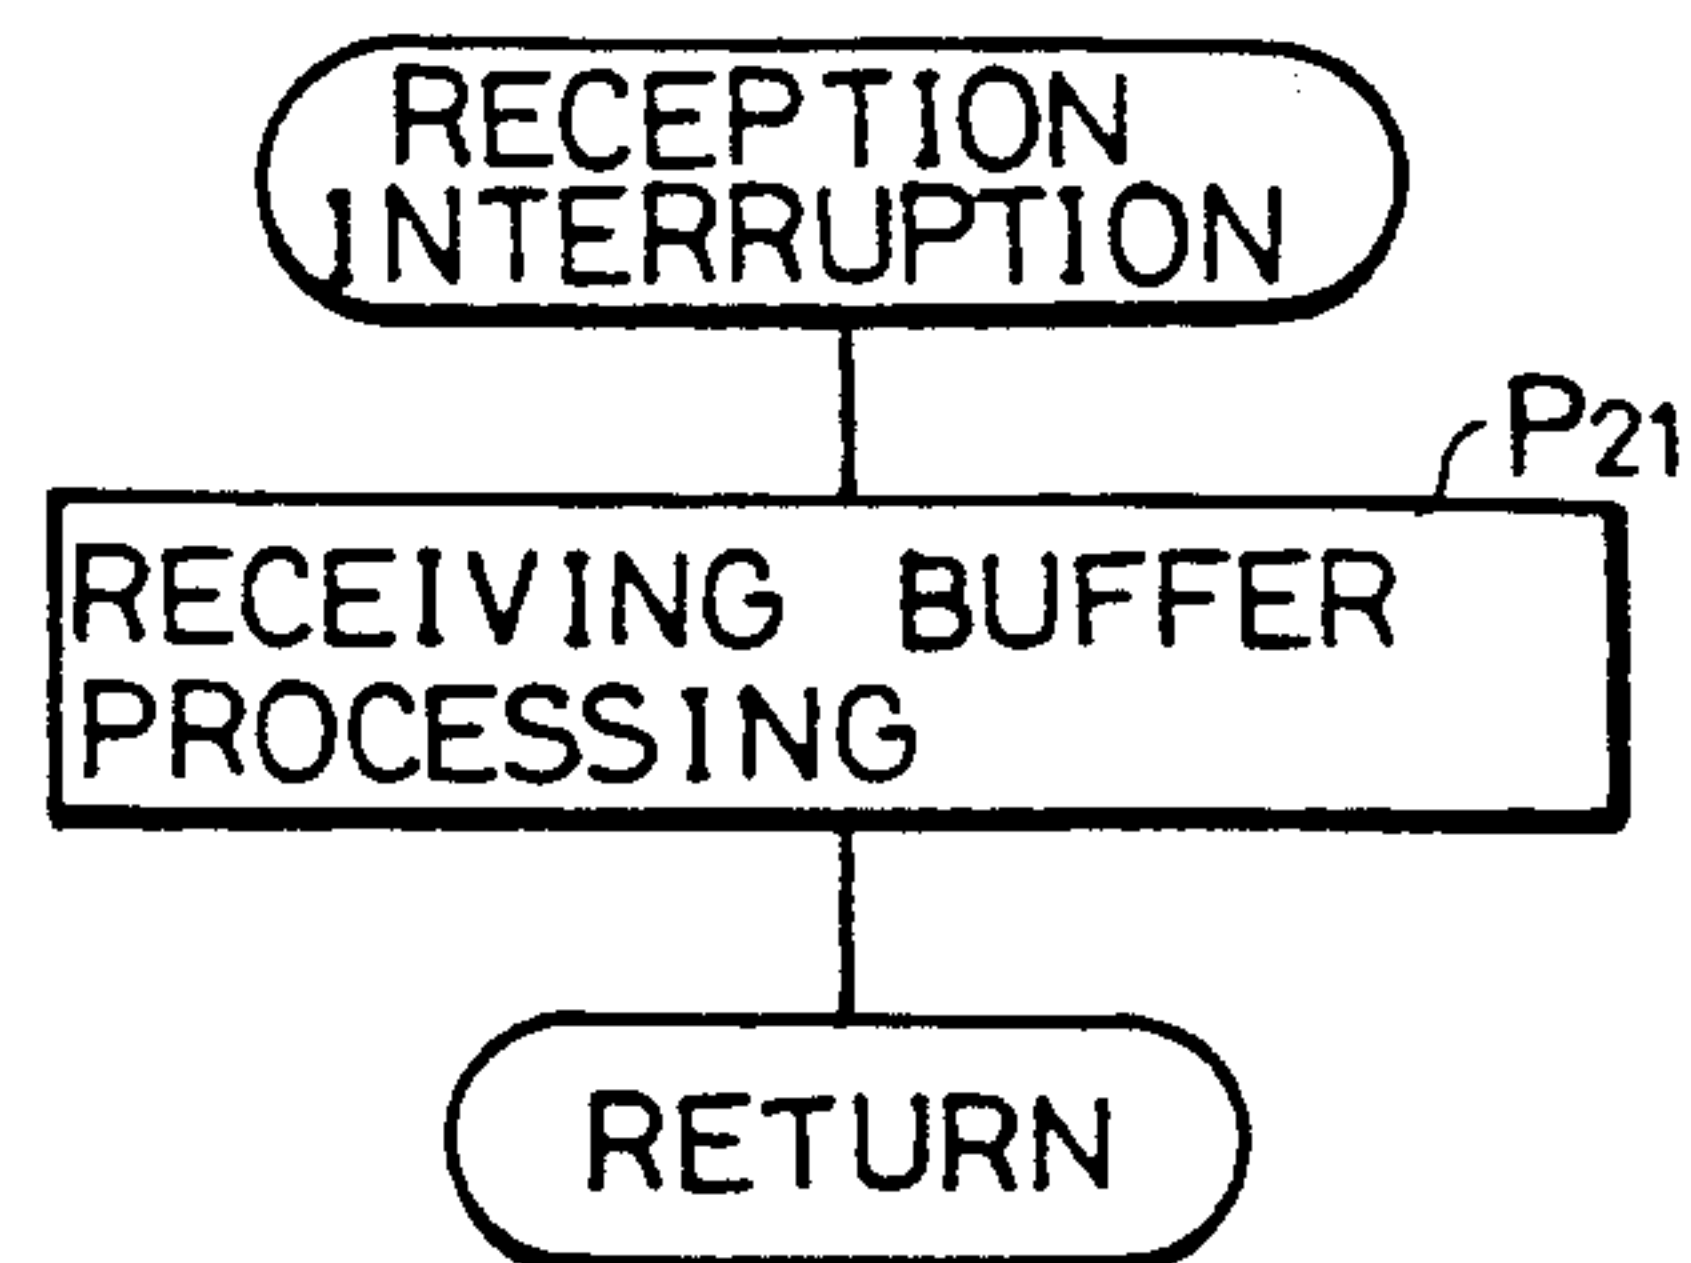 RECEPTION
INTERRUPTION
P21
RECEIVING BUFFER
PROCESSING
RETURN